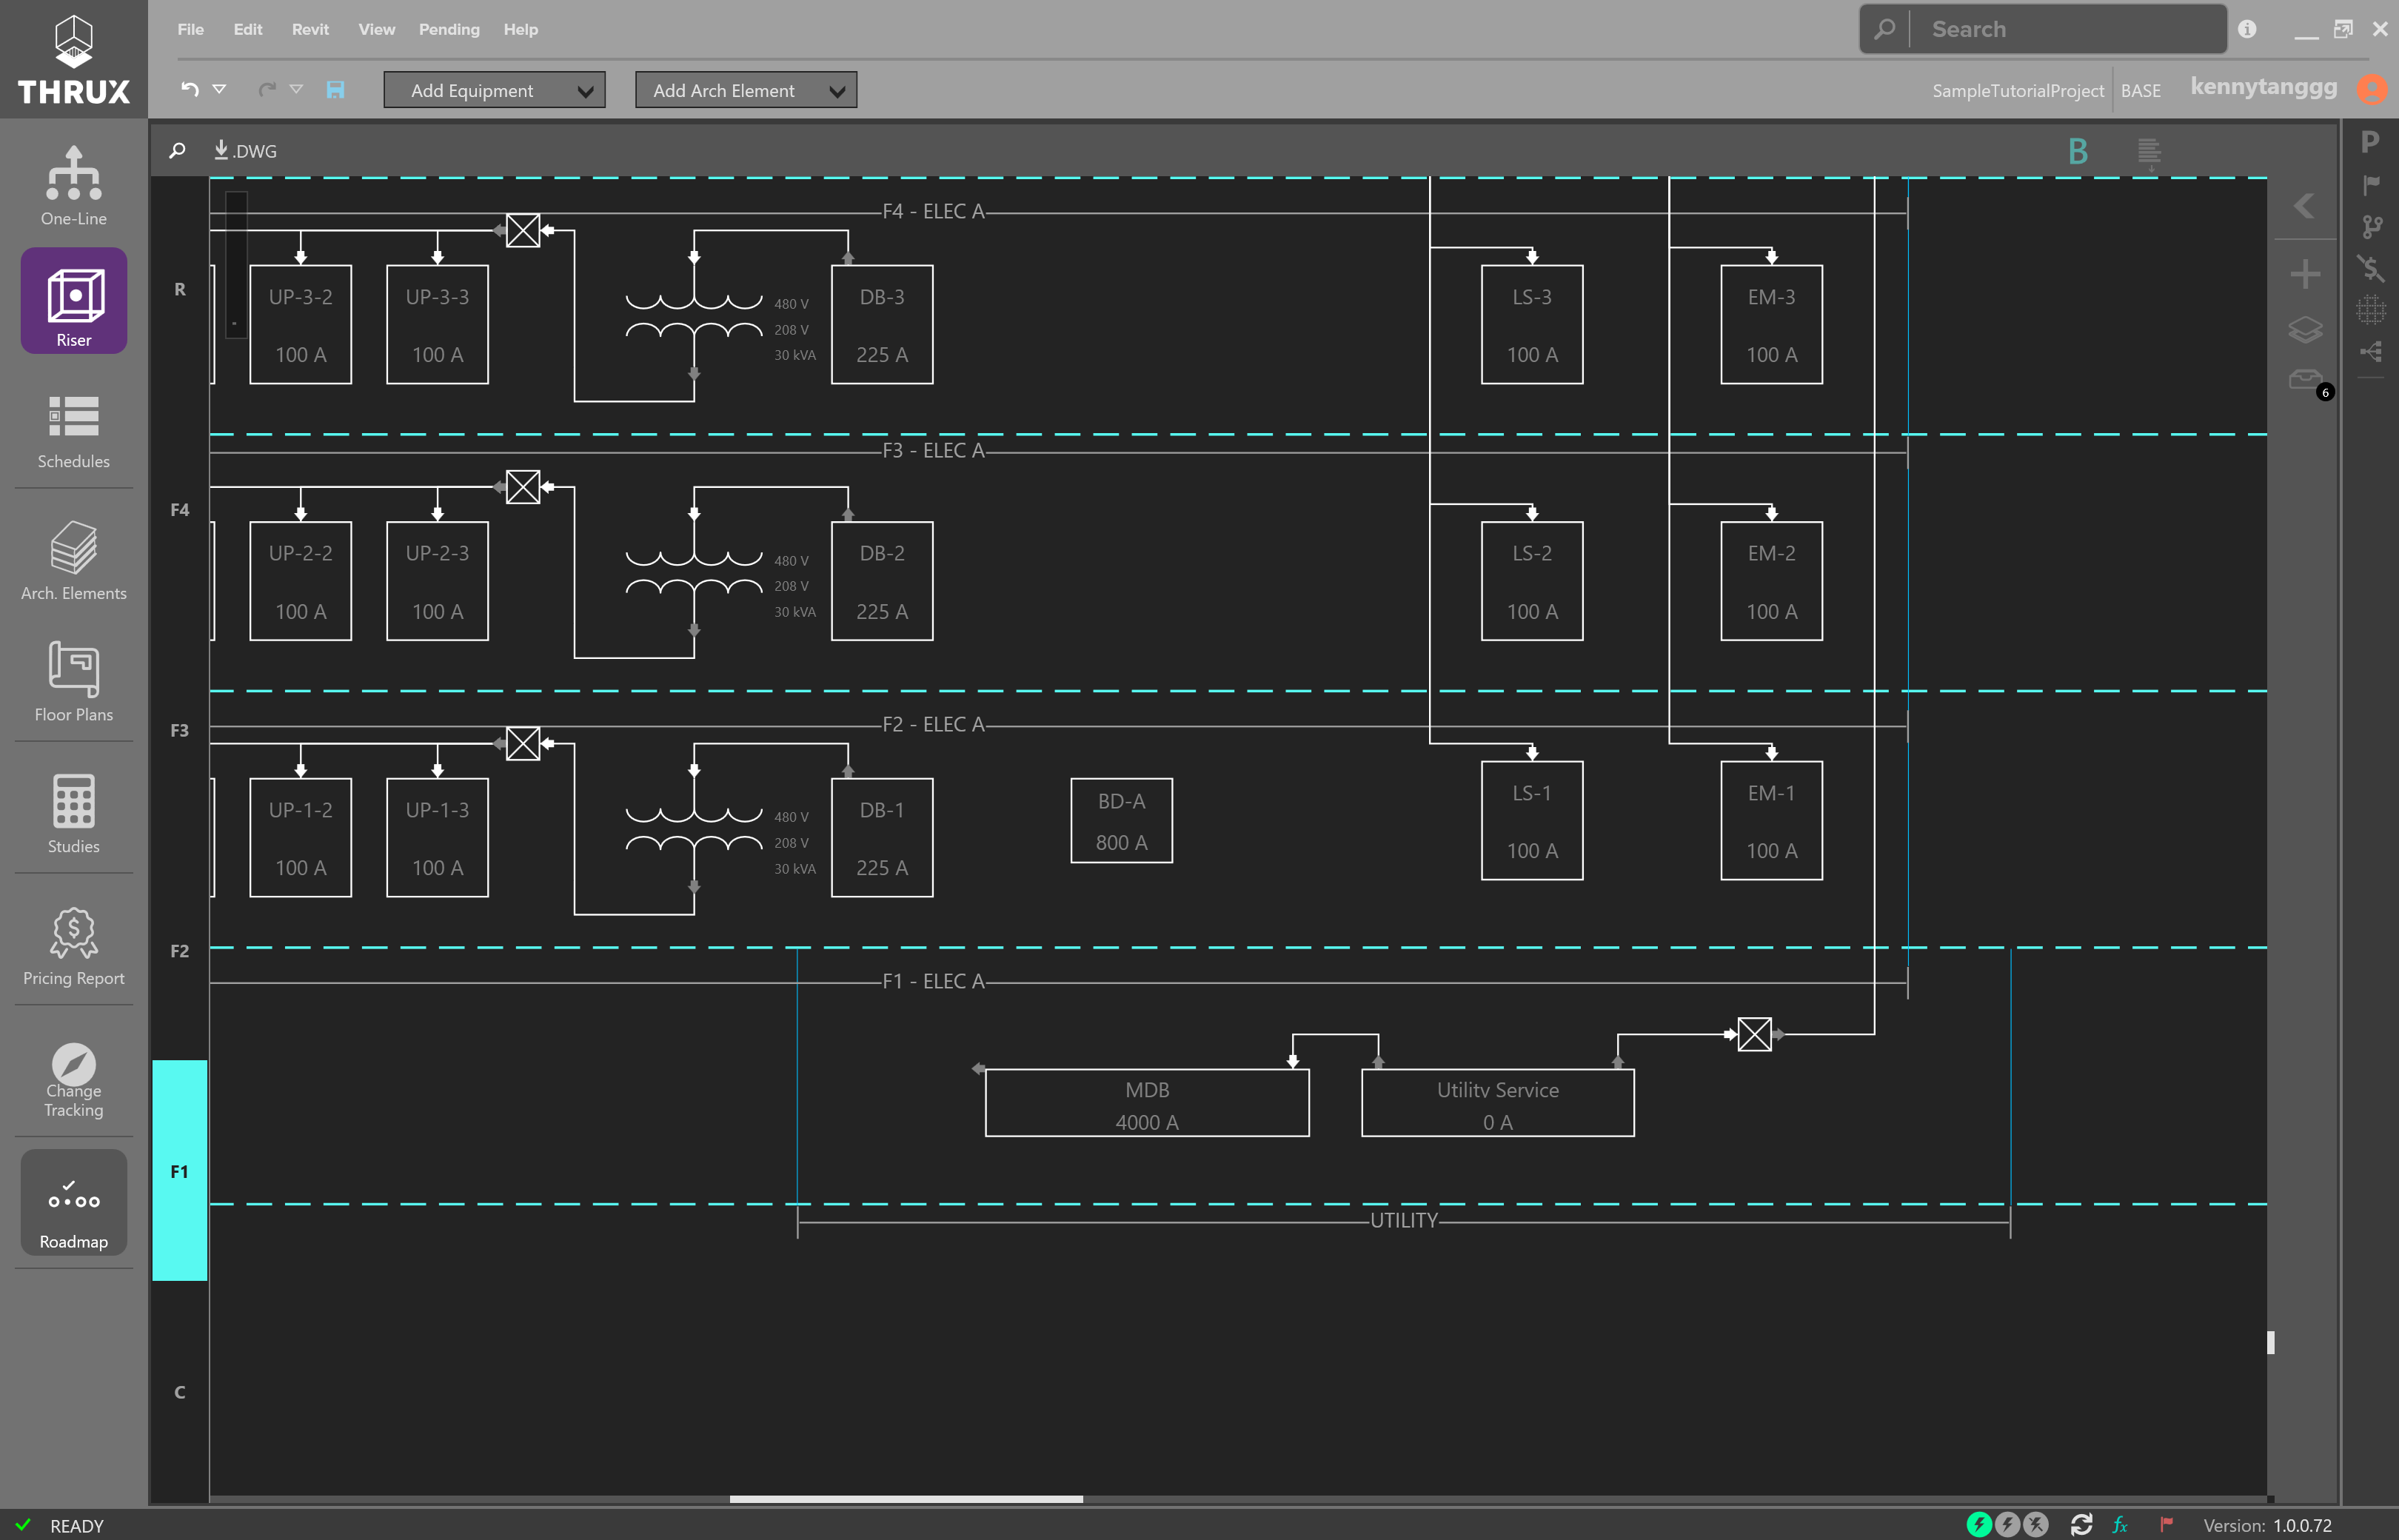 THRUX
File Edit Revit View Pending Help
Search
Add Equipment
Add Arch Element
SampleTutorialProject
BASE
kennytanggg
.DWG
B
P
One-Line
Riser
Schedules
Arch. Elements
Floor Plans
Studies
Pricing Report
Change
Tracking
Roadmap
R
F4
F3
F2
F1
C
F4 - ELEC A
UP-3-2
100 A
UP-3-3
100 A
480 V
208 V
30 kVA
DB-3
225 A
LS-3
100 A
EM-3
100 A
6
F3 - ELEC A
UP-2-2
100 A
UP-2-3
100 A
480 V
208 V
30 kVA
DB-2
225 A
LS-2
100 A
EM-2
100 A
F2 - ELEC A
UP-1-2
100 A
UP-1-3
100 A
480 V
208 V
30 kVA
DB-1
225 A
BD-A
800 A
LS-1
100 A
EM-1
100 A
F1 - ELEC A
MDB
4000 A
Utility Service
0 A
UTILITY
READY
fx
Version: 1.0.0.72